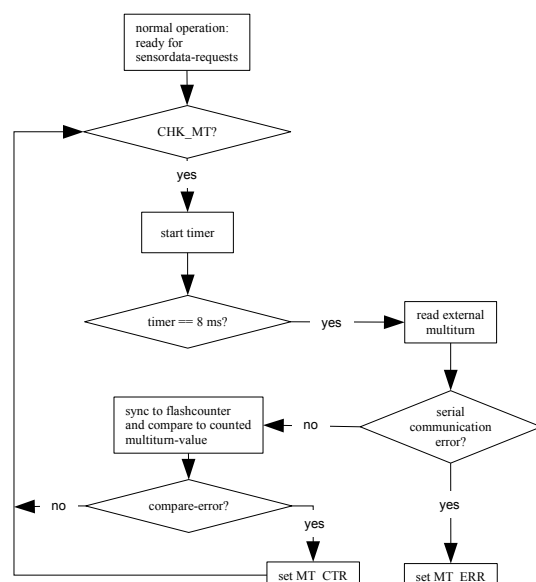 normal operation:
ready for
sensordata-requests
CHK_MT?
yes
start timer
timer == 8 ms?
yes
read external
multiturn
serial
communication
error?
no
sync to flashcounter
and compare to counted
multiturn-value
compare-error?
no
yes
yes
set MT_CTR
set MT_ERR